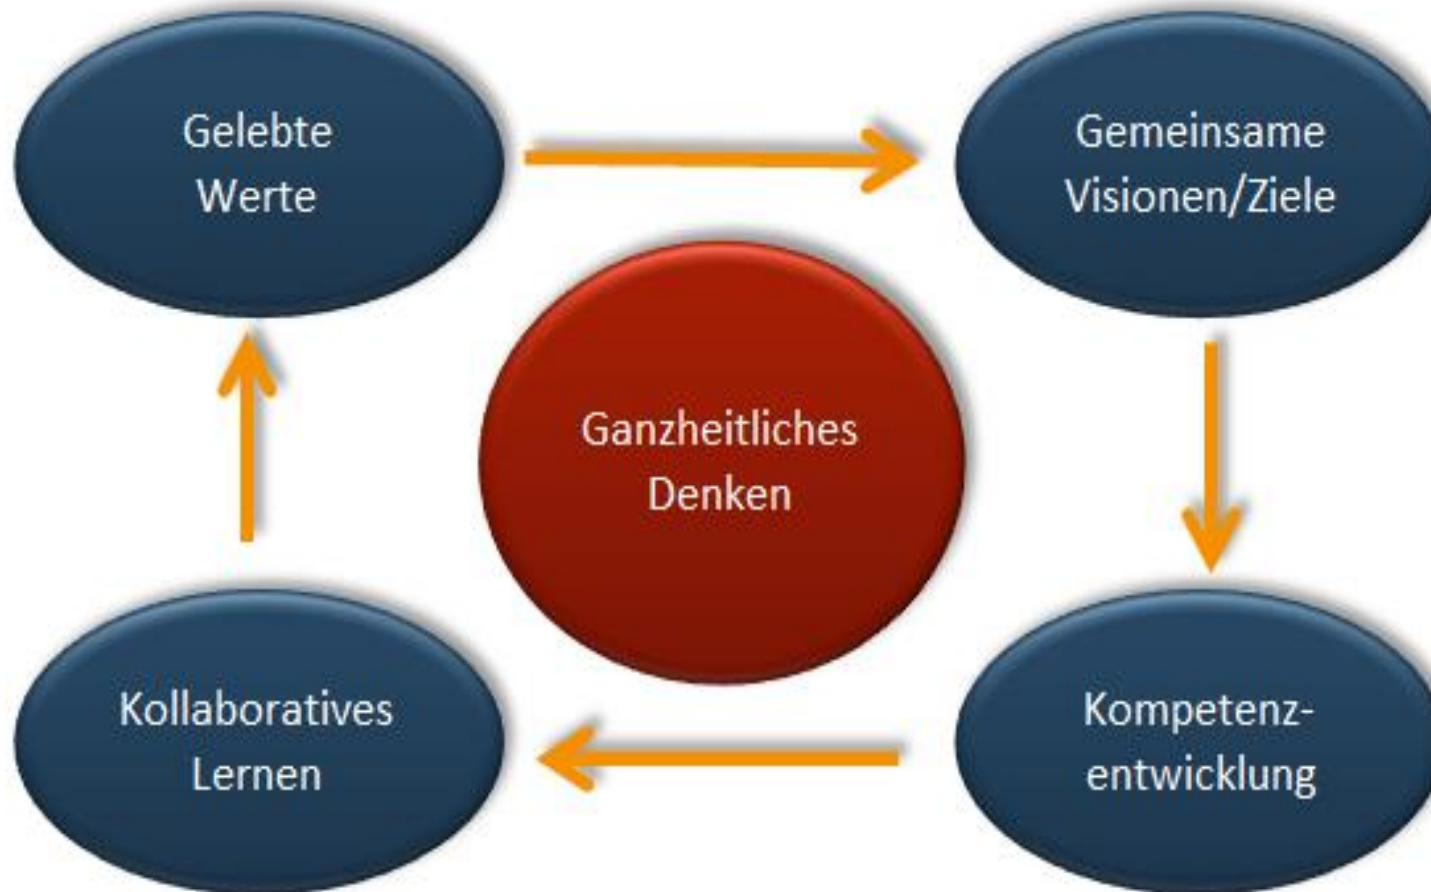 Gelebte
Werte
Gemeinsame
Visionen/Ziele
Ganzheitliches
Denken
Kollaboratives
Lernen
Kompetenz-
entwicklung